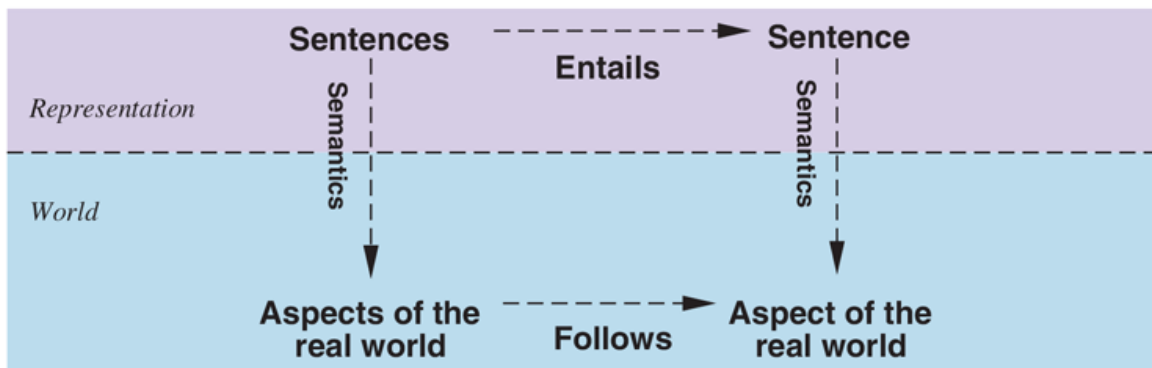 Sentences
Sentence
Entails
Semantics
Semantics
Representation
World
Aspects of the
real world
Follows
Aspect of the
real world